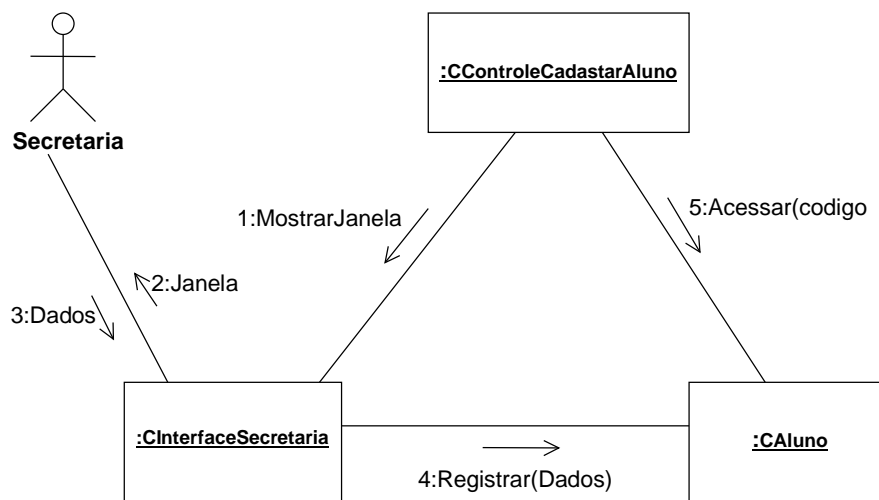 :CControleCadastarAluno
Secretaria
1:MostrarJanela
5:Acessar(codigo
2:Janela
3:Dados
:CInterfaceSecretaria
:CAluno
4:Registrar(Dados)